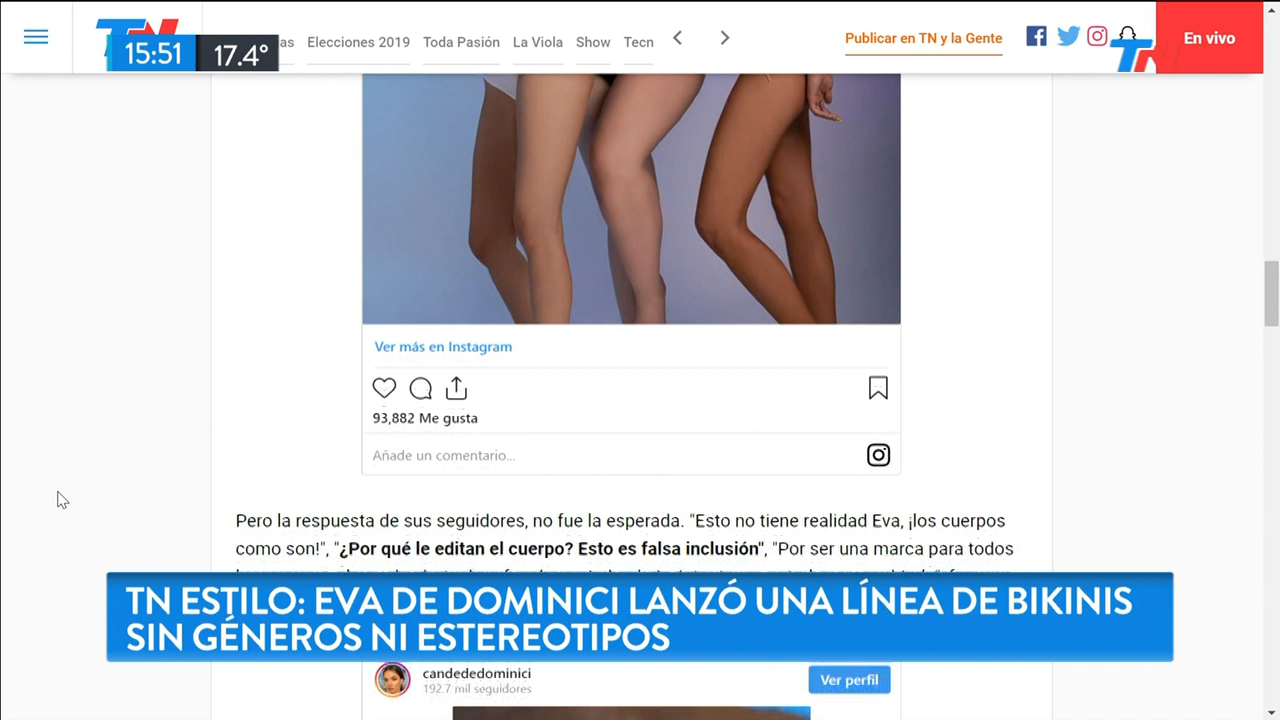 TN
15:51 17.4°
as Elecciones 2019 Toda Pasión La Viola Show Tecn
Publicar en TN y la Gente
En vivo
Ver más en Instagram
93,882 Me gusta
Añade un comentario...
Pero la respuesta de sus seguidores, no fue la esperada. "Esto no tiene realidad Eva, ¡los cuerpos
como son!", "¿Por qué le editan el cuerpo? Esto es falsa inclusión", "Por ser una marca para todos
TN ESTILO: EVA DE DOMINICI LANZÓ UNA LÍNEA DE BIKINIS
SIN GÉNEROS NI ESTEREOTIPOS
candededominici
192.7 mil seguidores
Ver perfil